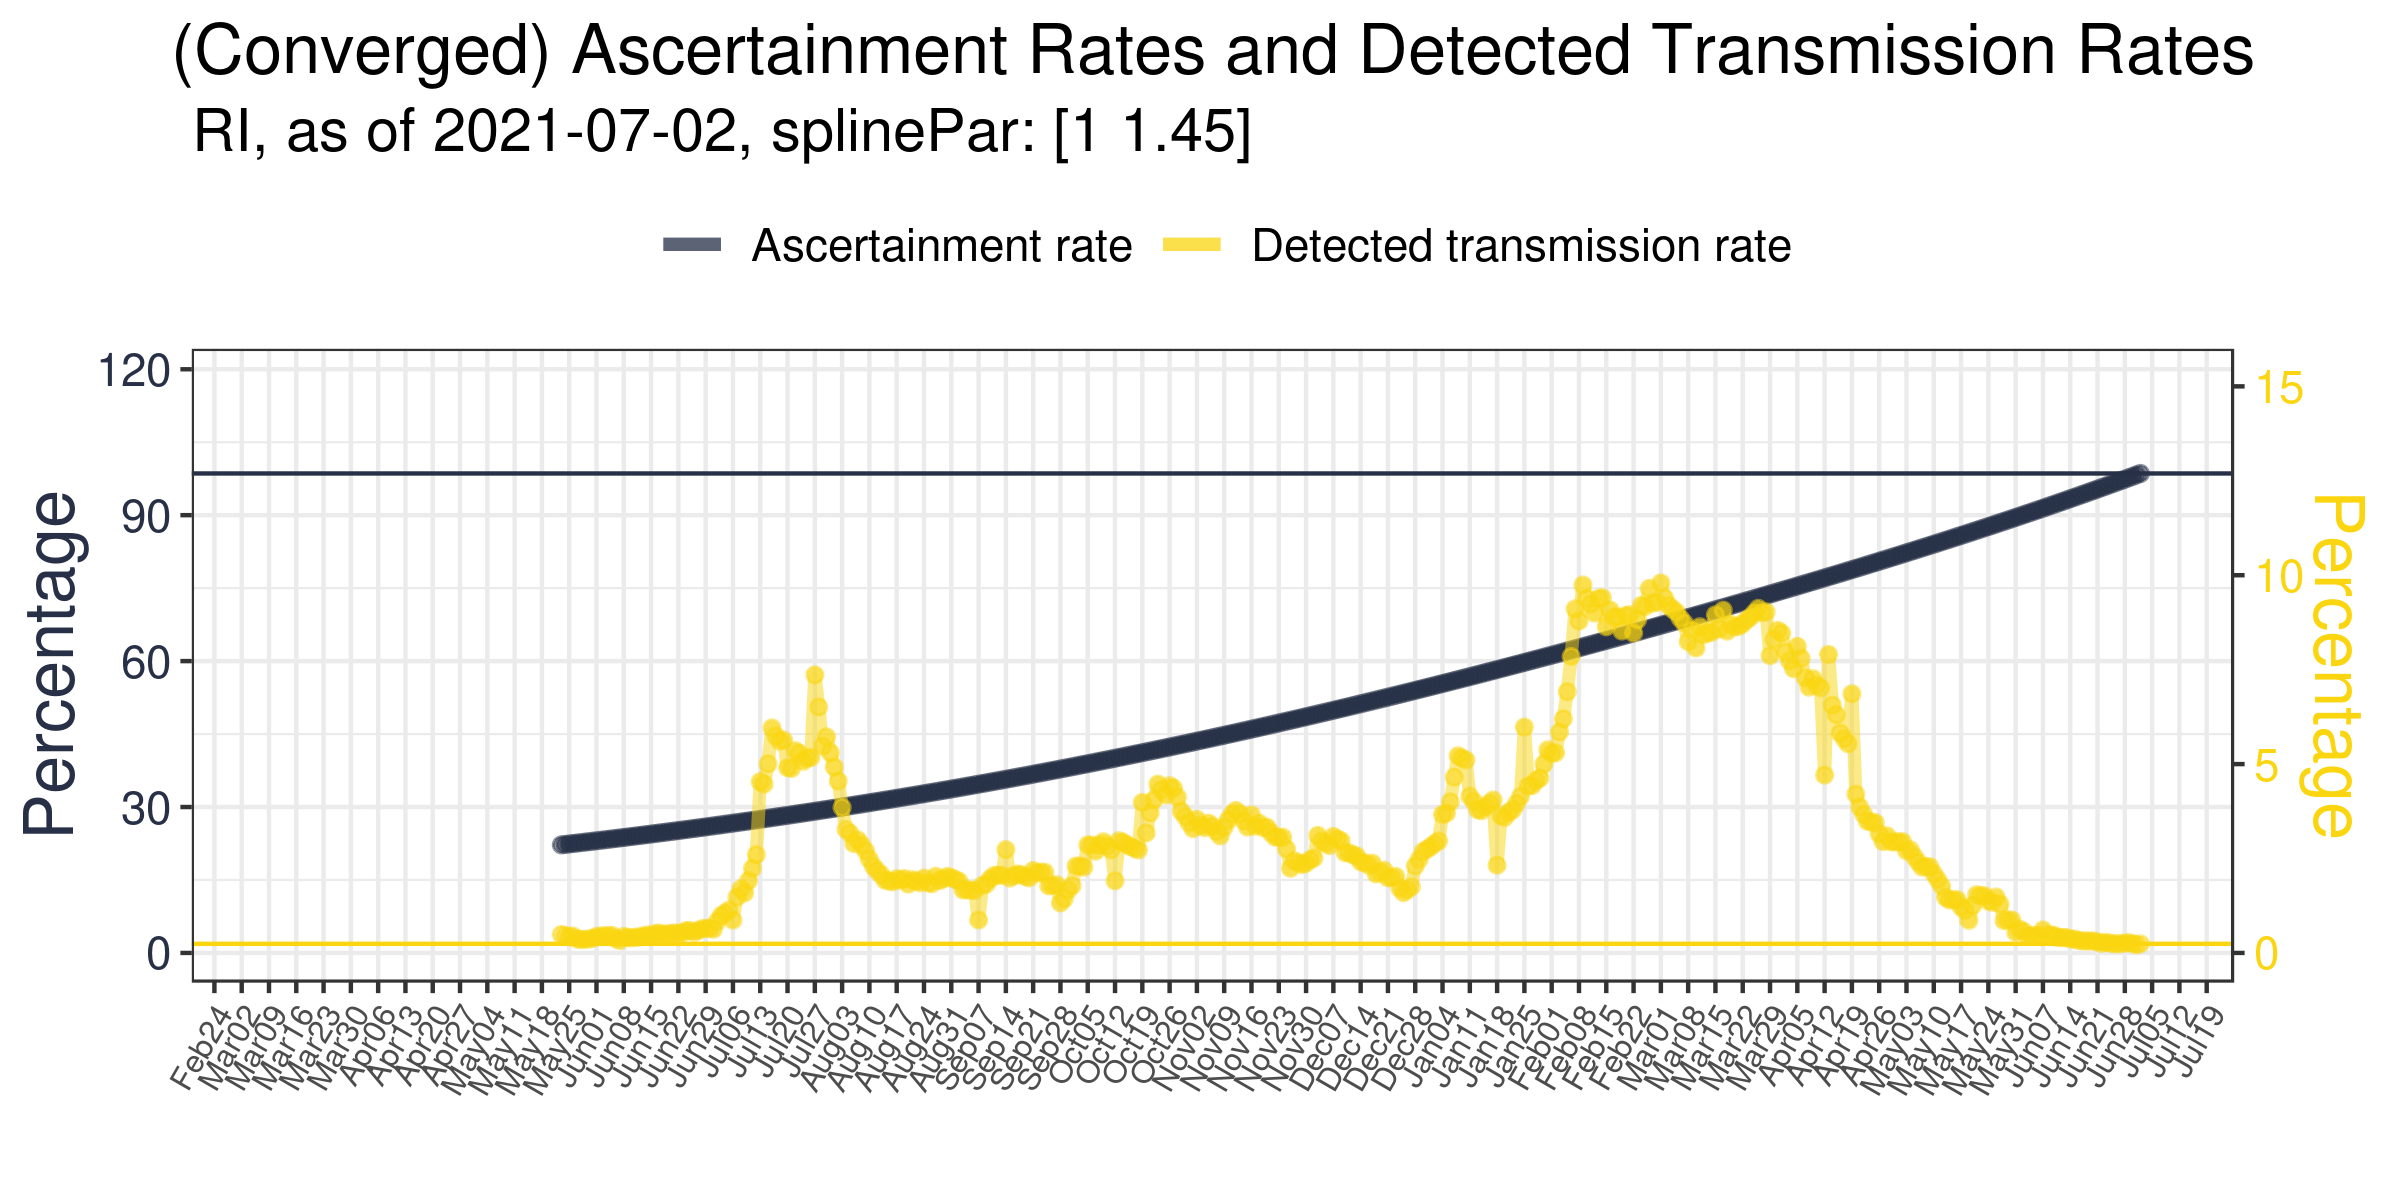 (Converged) Ascertainment Rates and Detected Transmission Rates
RI, as of 2021-07-02, splinePar: [1 1.45]
Ascertainment rate Detected transmission rate
120
90
60
30
0
Percentage
15
10
5
0
Percentage
Feb24
Mar02
Mar09
Mar16
Mar23
Mar30
Apr06
Apr13
Apr20
Apr27
May04
May11
May18
May25
Jun01
Jun08
Jun15
Jun22
Jun29
Jul06
Jul13
Jul20
Jul27
Aug03
Aug10
Aug17
Aug24
Aug31
Sep07
Sep14
Sep21
Sep28
Oct05
Oct12
Oct19
Oct26
Nov02
Nov09
Nov16
Nov23
Nov30
Dec07
Dec14
Dec21
Dec28
Jan04
Jan11
Jan18
Jan25
Feb01
Feb08
Feb15
Feb22
Mar01
Mar08
Mar15
Mar22
Mar29
Apr05
Apr12
Apr19
Apr26
May03
May10
May17
May24
May31
Jun07
Jun14
Jun21
Jun28
Jul05
Jul12
Jul19